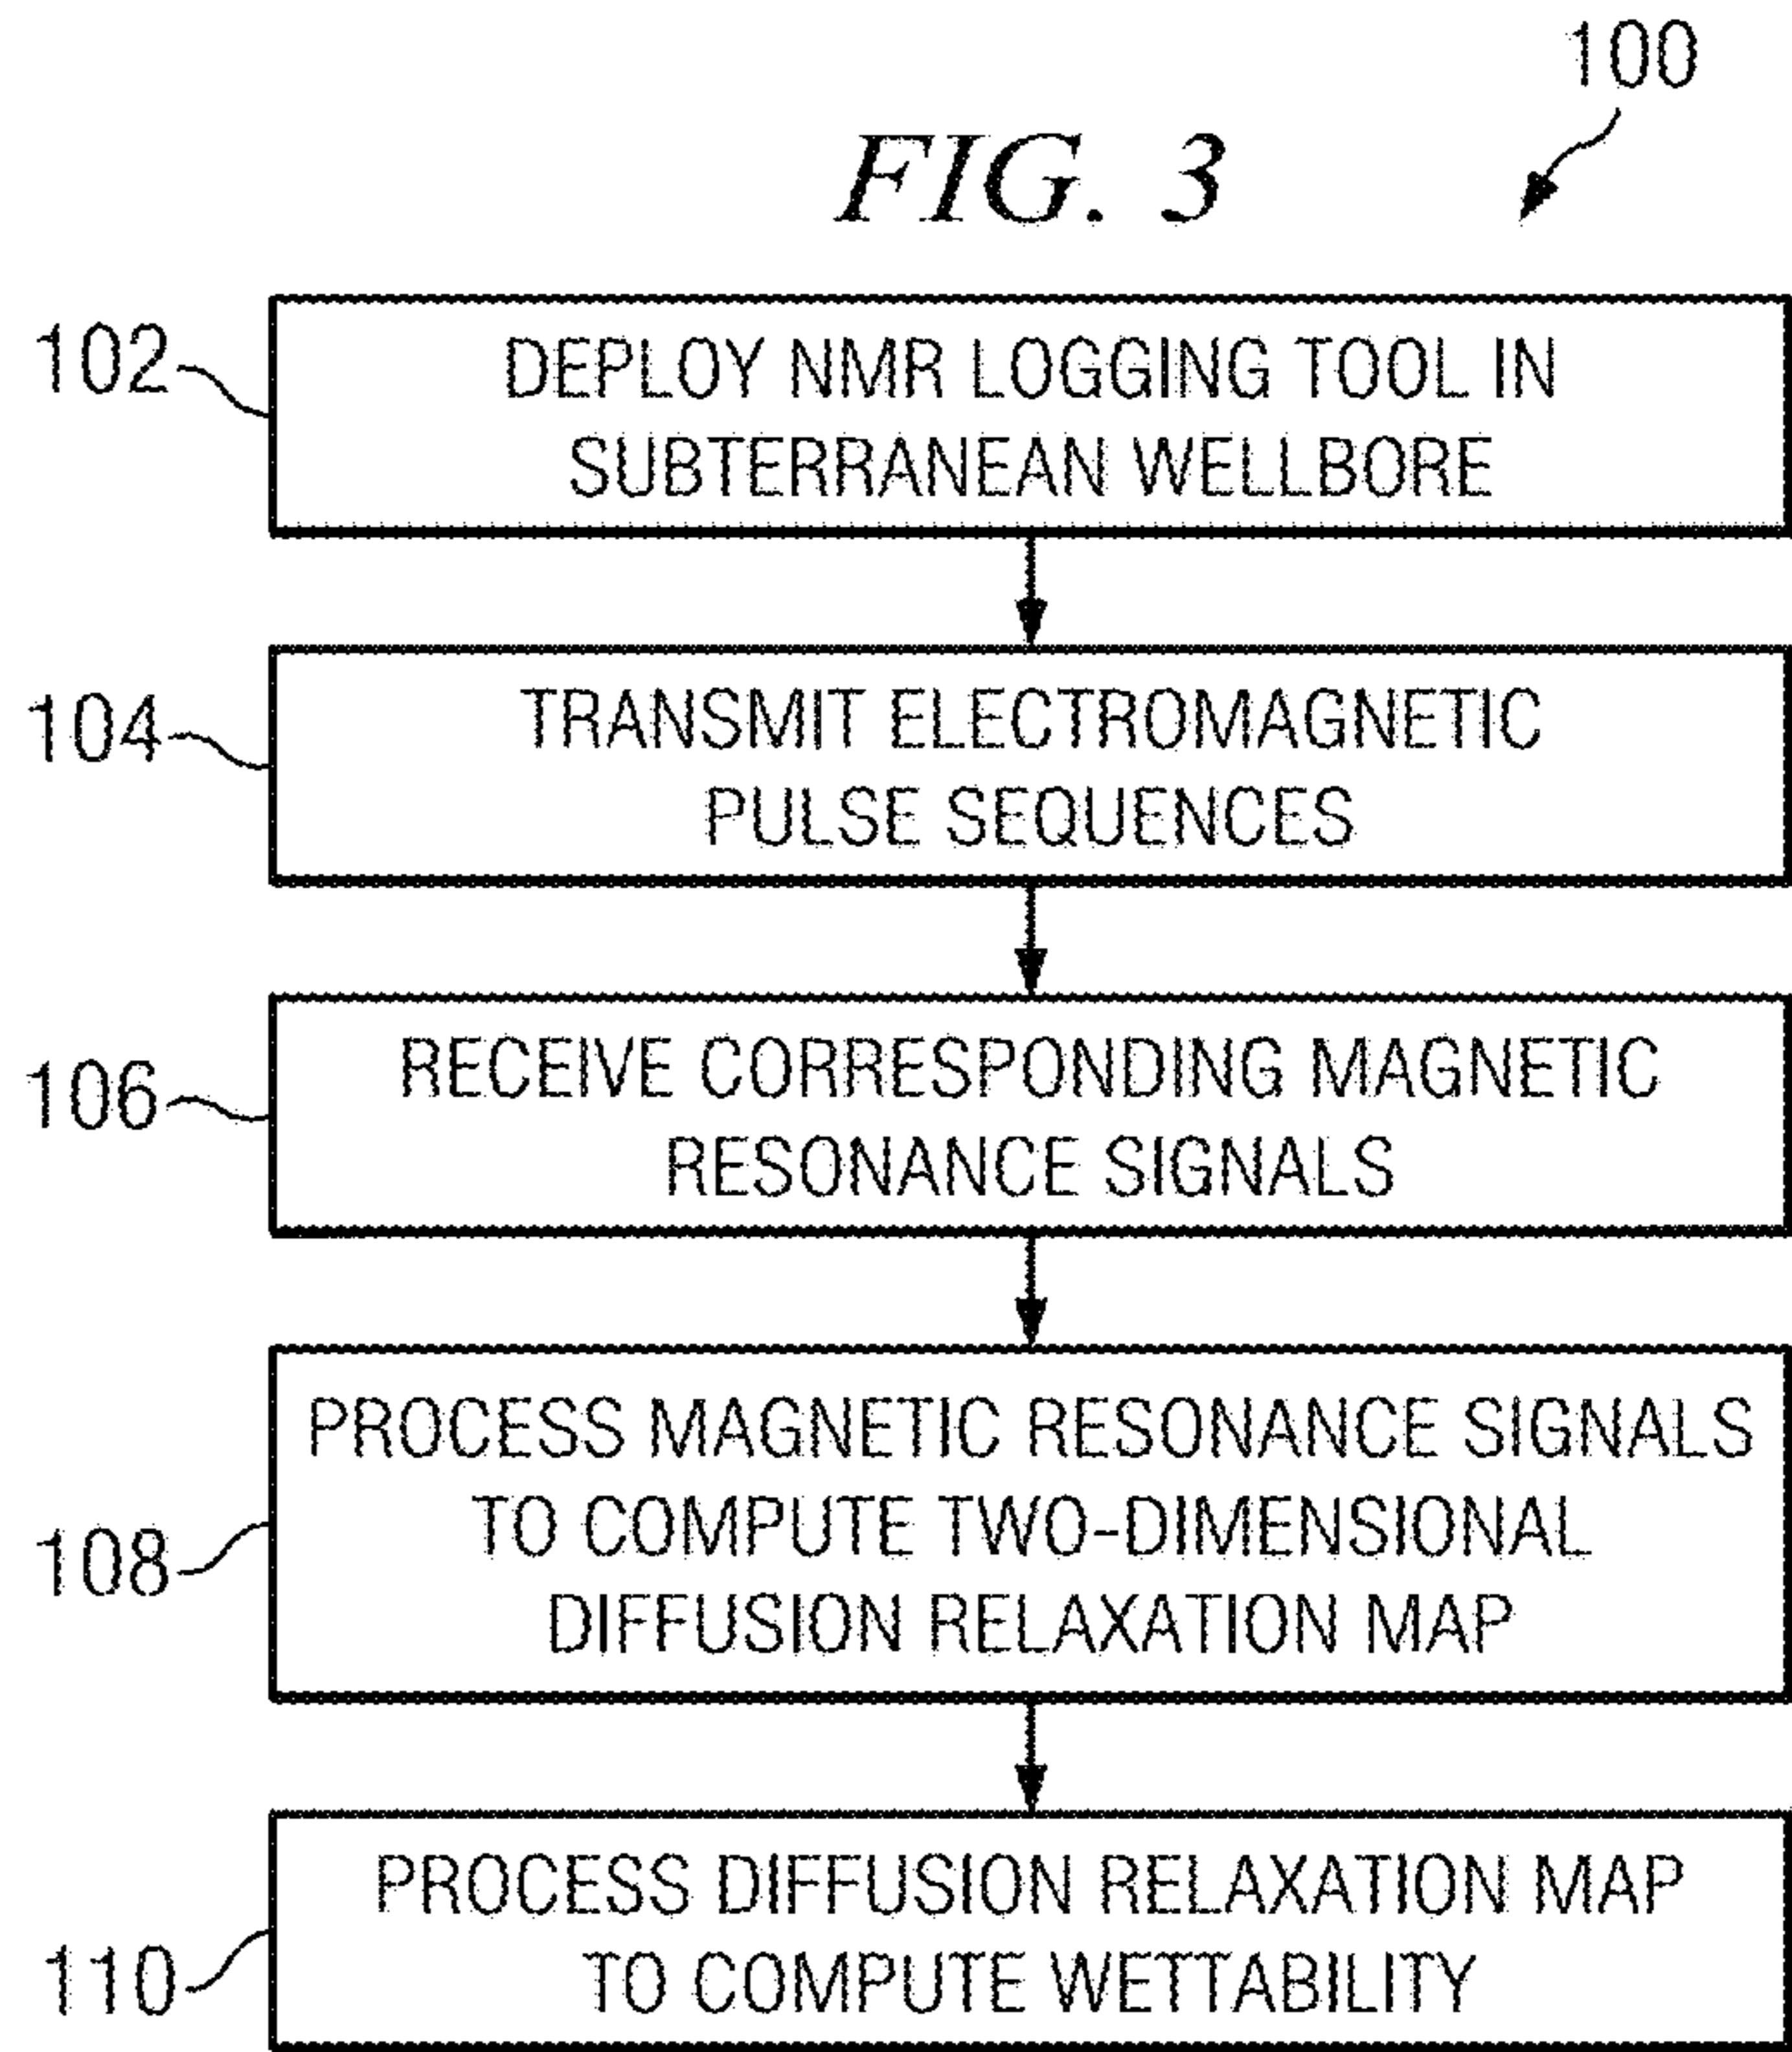 100
FIG. 3
102
DEPLOY NMR LOGGING TOOL IN
SUBTERRANEAN WELLBORE
104
TRANSMIT ELECTROMAGNETIC
PULSE SEQUENCES
106
RECEIVE CORRESPONDING MAGNETIC
RESONANCE SIGNALS
108
PROCESS MAGNETIC RESONANCE SIGNALS
TO COMPUTE TWO-DIMENSIONAL
DIFFUSION RELAXATION MAP
110
PROCESS DIFFUSION RELAXATION MAP
TO COMPUTE WETTABILITY